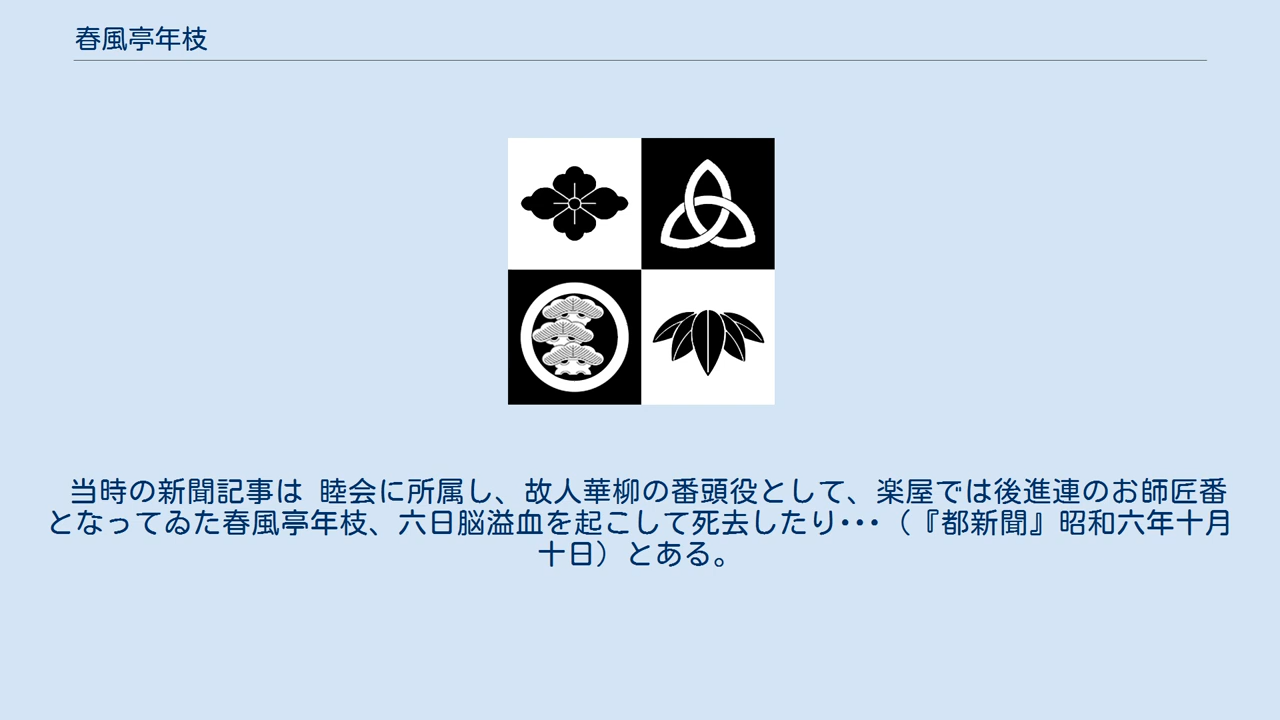 春風亭年枝
当時の新聞記事は 睦会に所属し、故人華柳の番頭役として、楽屋では後進連のお師匠番
となってゐた春風亭年枝、六日脳溢血を起こして死去したり･･･（『都新聞』昭和六年十月
十日）とある。